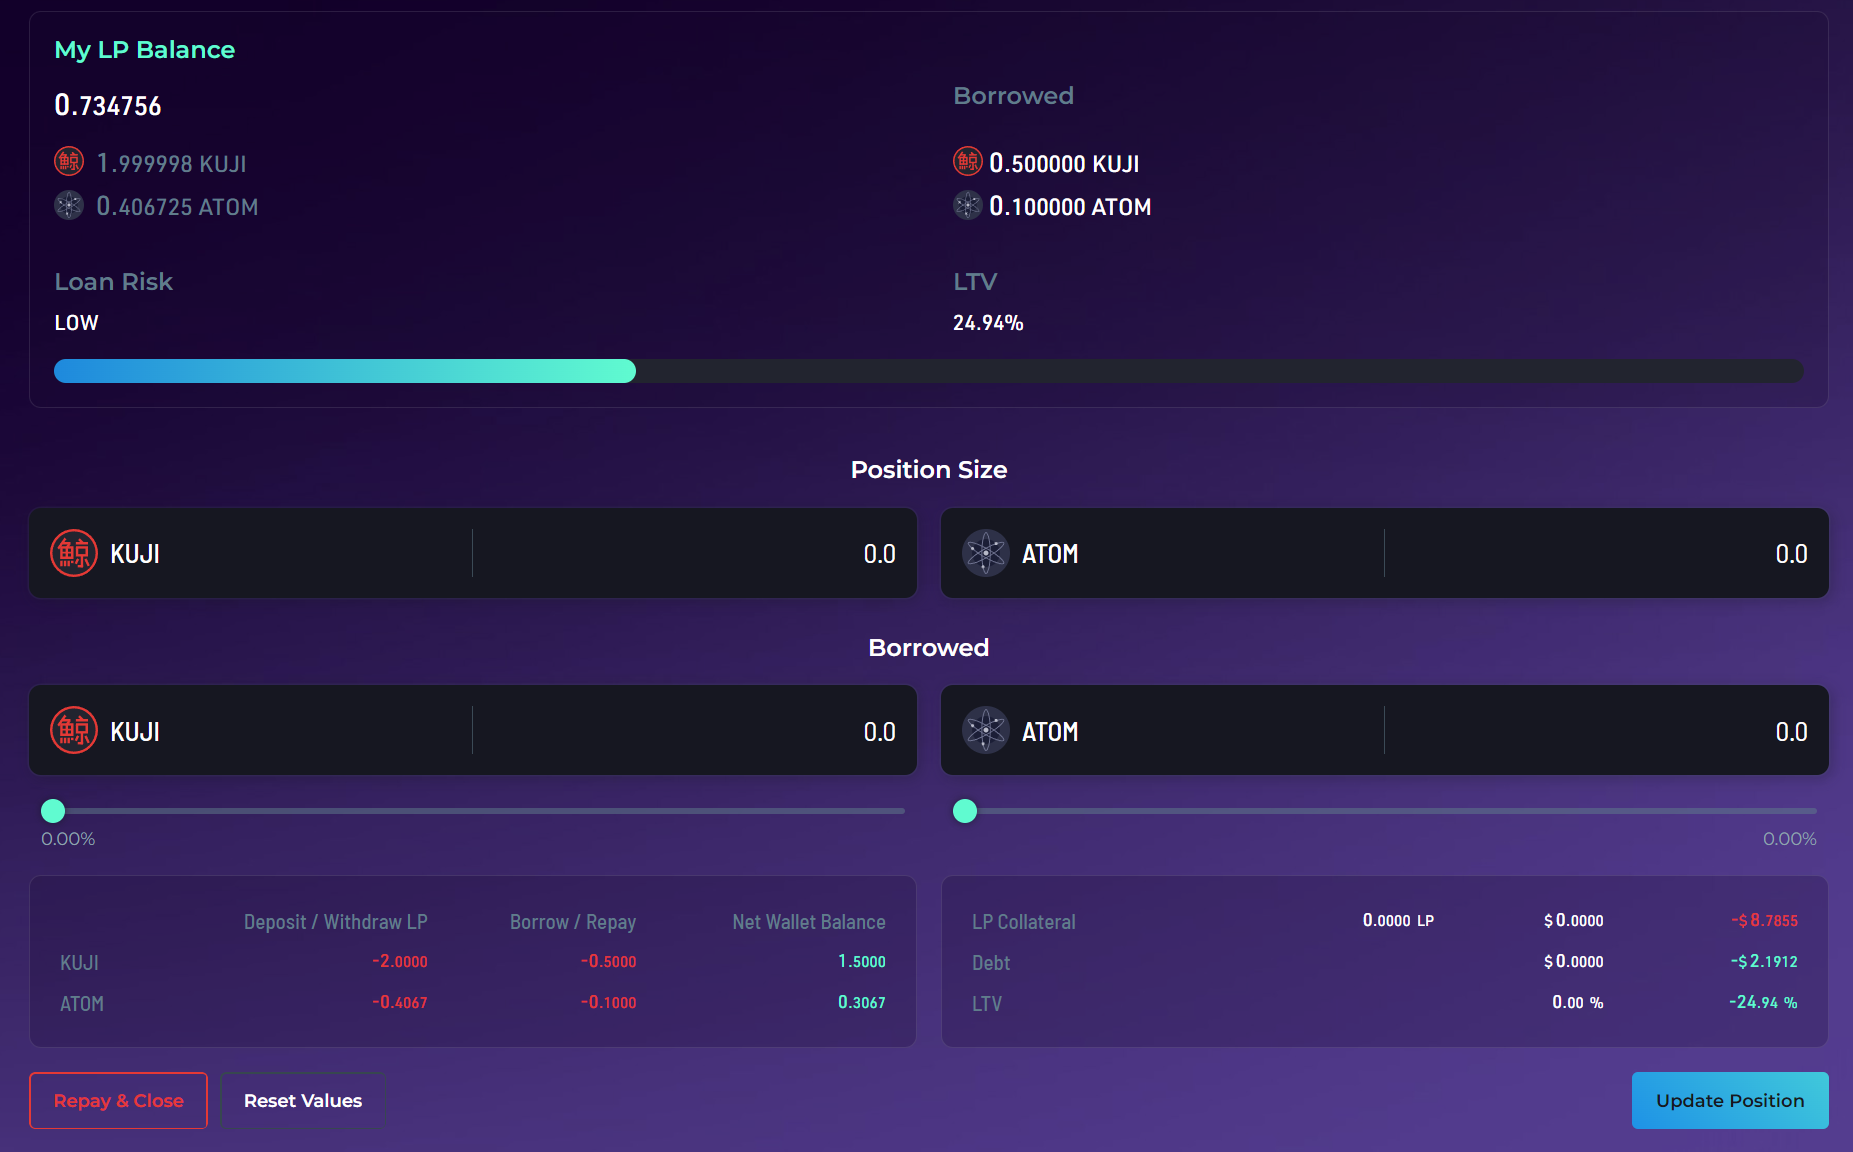 My LP Balance
0.734756
Borrowed
鯨 1.999998 KUJI
鯨 0.500000 KUJI
0.406725 ATOM
0.100000 ATOM
Loan Risk
LTV
LOW
24.94%
Position Size
鯨 KUJI 0.0
ATOM 0.0
Borrowed
鯨 KUJI 0.0
ATOM 0.0
0.00%
0.00%
Deposit / Withdraw LP Borrow / Repay Net Wallet Balance
KUJI -2.0000 -0.5000 1.5000
ATOM -0.4067 -0.1000 0.3067
LP Collateral 0.0000 LP $0.0000 -$8.7855
Debt $0.0000 -$2.1912
LTV 0.00 % -24.94 %
Repay & Close
Reset Values
Update Position